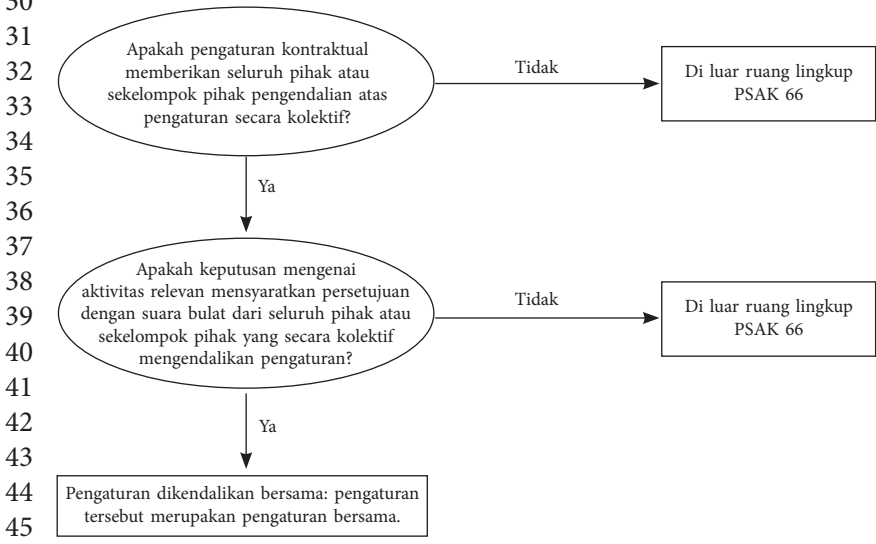 30
31
Apakah pengaturan kontraktual
32 memberikan seluruh pihak atau Tidak Di luar ruang lingkup
33 sekelompok pihak pengendalian atas PSAK 66
pengaturan secara kolektif?
34
35
Ya
36
37
Apakah keputusan mengenai
38 aktivitas relevan mensyaratkan persetujuan
39 dengan suara bulat dari seluruh pihak atau Tidak Di luar ruang lingkup
sekelompok pihak yang secara kolektif PSAK 66
40 mengendalikan pengaturan?
41
42 Ya
43
44 Pengaturan dikendalikan bersama: pengaturan
45 tersebut merupakan pengaturan bersama.